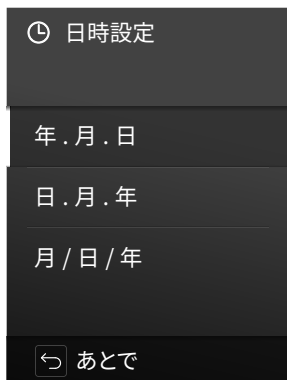 日時設定
年 . 月 . 日
日 . 月 . 年
月 / 日 / 年
あとで